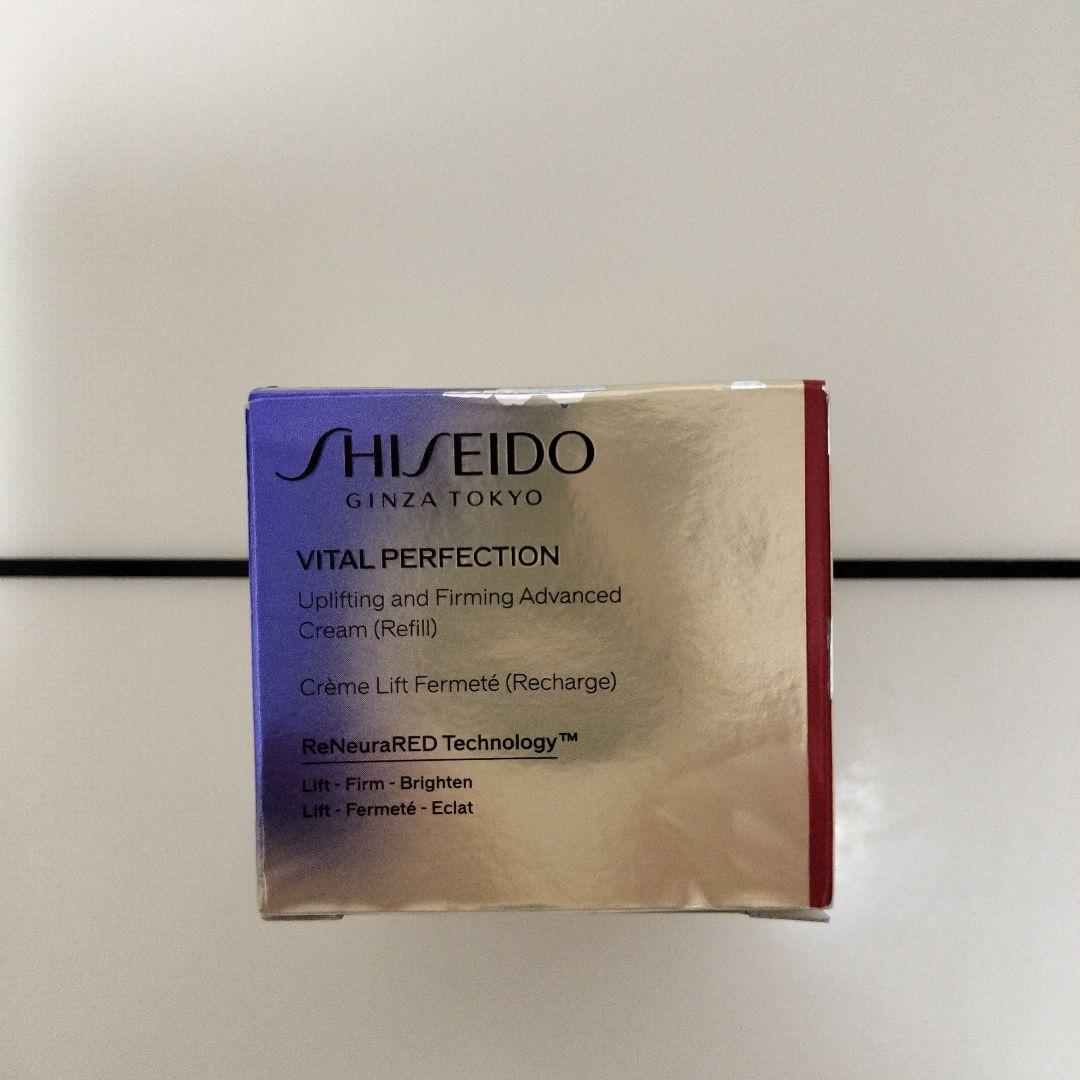 SHISEIDO
GINZA TOKYO
VITAL PERFECTION
Uplifting and Firming Advanced
Cream (Refill)
Crème Lift Fermeté (Recharge)
ReNeuraRED Technology™
Lift - Firm - Brighten
Lift - Fermeté - Eclat